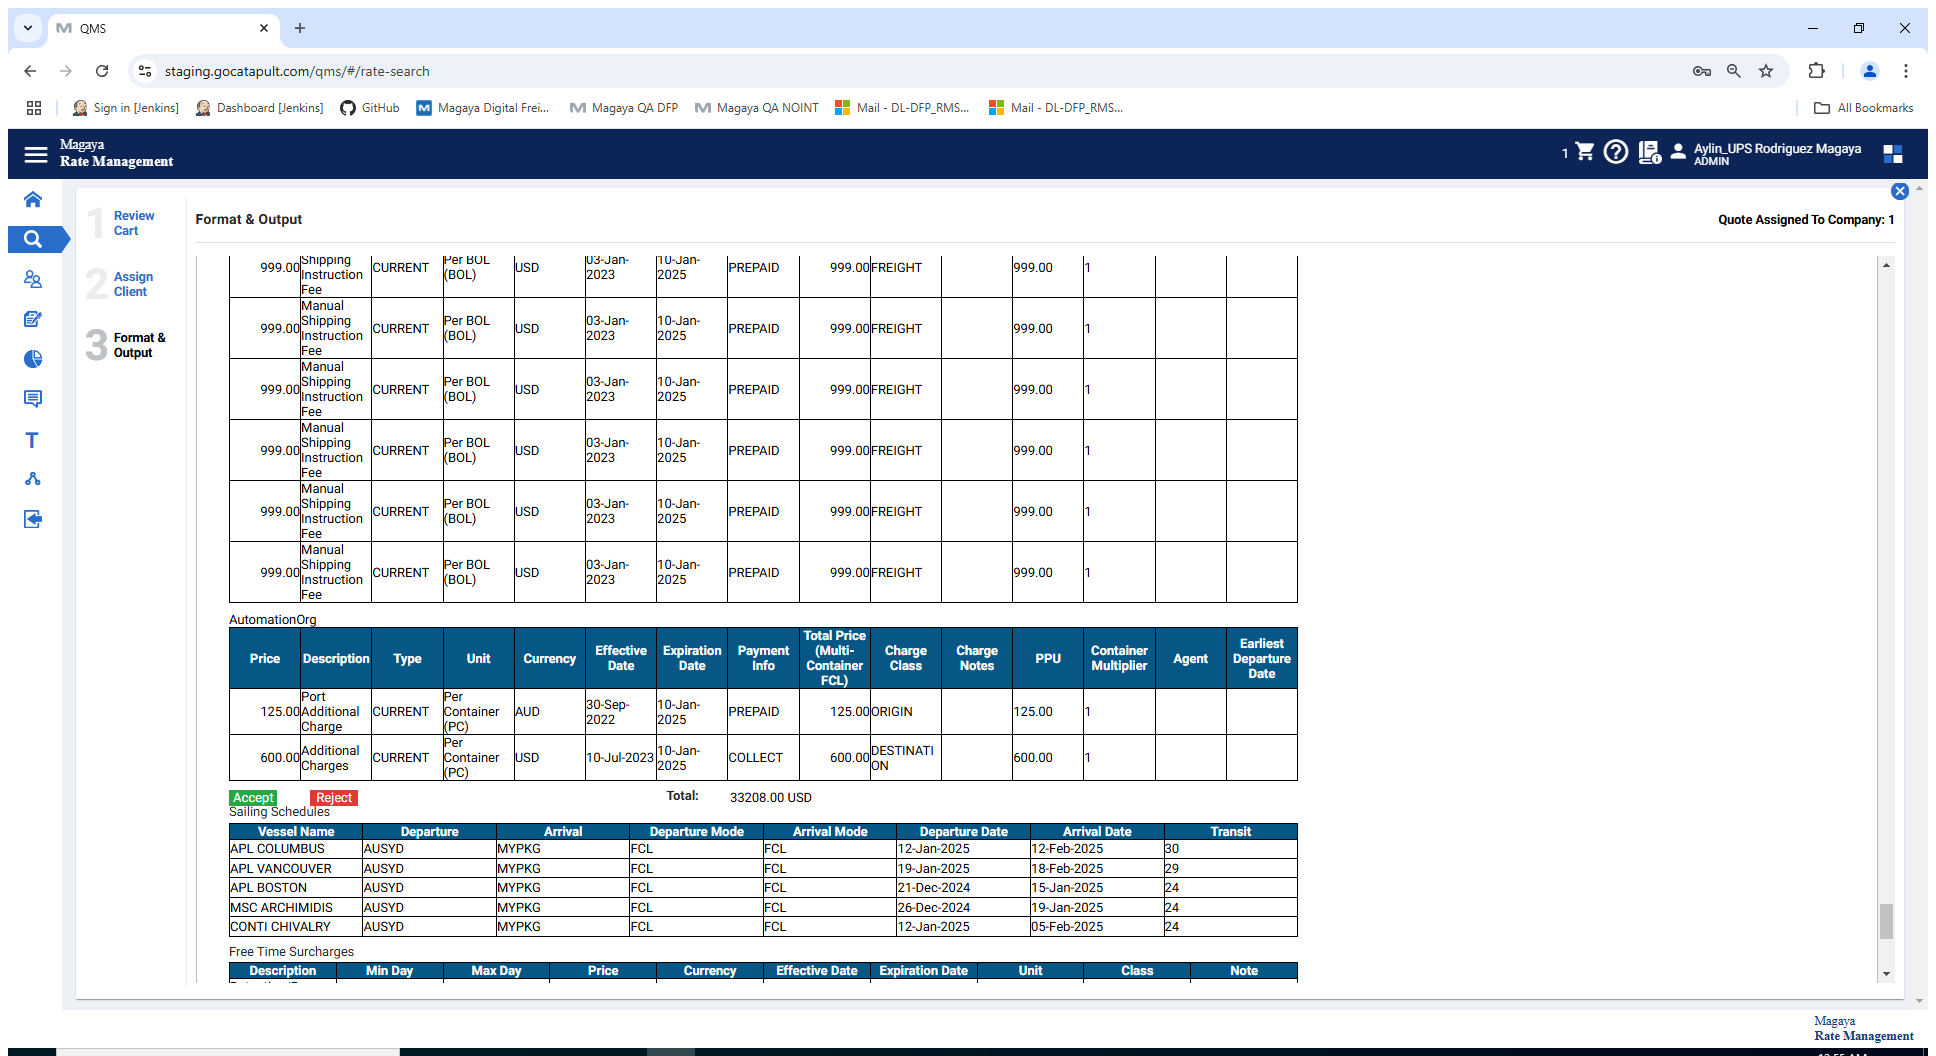 QMS
staging.gocatapult.com/qms/#/rate-search
Sign in [Jenkins] Dashboard [Jenkins] GitHub Magaya Digital Frei... Magaya QA DFP Magaya QA NOINT Mail - DL-DFP_RMS... Mail - DL-DFP_RMS... All Bookmarks
Magaya
Rate Management
1
Aylin_UPS Rodriguez Magaya
ADMIN
1 Review Cart
2 Assign Client
3 Format & Output
Format & Output
Quote Assigned To Company: 1
999.00 Shipping Instruction Fee CURRENT Per BOL (BOL) USD 03-Jan-2023 10-Jan-2025 PREPAID 999.00 FREIGHT 999.00 1
999.00 Manual Shipping Instruction Fee CURRENT Per BOL (BOL) USD 03-Jan-2023 10-Jan-2025 PREPAID 999.00 FREIGHT 999.00 1
999.00 Manual Shipping Instruction Fee CURRENT Per BOL (BOL) USD 03-Jan-2023 10-Jan-2025 PREPAID 999.00 FREIGHT 999.00 1
999.00 Manual Shipping Instruction Fee CURRENT Per BOL (BOL) USD 03-Jan-2023 10-Jan-2025 PREPAID 999.00 FREIGHT 999.00 1
999.00 Manual Shipping Instruction Fee CURRENT Per BOL (BOL) USD 03-Jan-2023 10-Jan-2025 PREPAID 999.00 FREIGHT 999.00 1
999.00 Manual Shipping Instruction Fee CURRENT Per BOL (BOL) USD 03-Jan-2023 10-Jan-2025 PREPAID 999.00 FREIGHT 999.00 1
AutomationOrg
Price Description Type Unit Currency Effective Date Expiration Date Payment Info Total Price (Multi-Container FCL) Charge Class Charge Notes PPU Container Multiplier Agent Earliest Departure Date
125.00 Port Additional Charge CURRENT Per Container (PC) AUD 30-Sep-2022 10-Jan-2025 PREPAID 125.00 ORIGIN 125.00 1
600.00 Additional Charges CURRENT Per Container (PC) USD 10-Jul-2023 10-Jan-2025 COLLECT 600.00 DESTINATION 600.00 1
Accept Reject Total: 33208.00 USD
Sailing Schedules
Vessel Name Departure Arrival Departure Mode Arrival Mode Departure Date Arrival Date Transit
APL COLUMBUS AUSYD MYPKG FCL FCL 12-Jan-2025 12-Feb-2025 30
APL VANCOUVER AUSYD MYPKG FCL FCL 19-Jan-2025 18-Feb-2025 29
APL BOSTON AUSYD MYPKG FCL FCL 21-Dec-2024 15-Jan-2025 24
MSC ARCHIMIDIS AUSYD MYPKG FCL FCL 26-Dec-2024 19-Jan-2025 24
CONTI CHIVALRY AUSYD MYPKG FCL FCL 12-Jan-2025 05-Feb-2025 24
Free Time Surcharges
Description Min Day Max Day Price Currency Effective Date Expiration Date Unit Class Note
Magaya
Rate Management